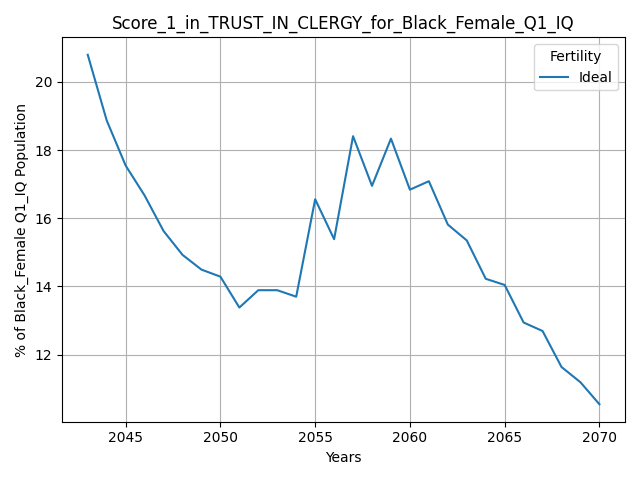 Score_1_in_TRUST_IN_CLERGY_for_Black_Female_Q1_IQ
Fertility
Ideal
% of Black_Female Q1_IQ Population
20
18
16
14
12
2045
2050
2055
2060
2065
2070
Years